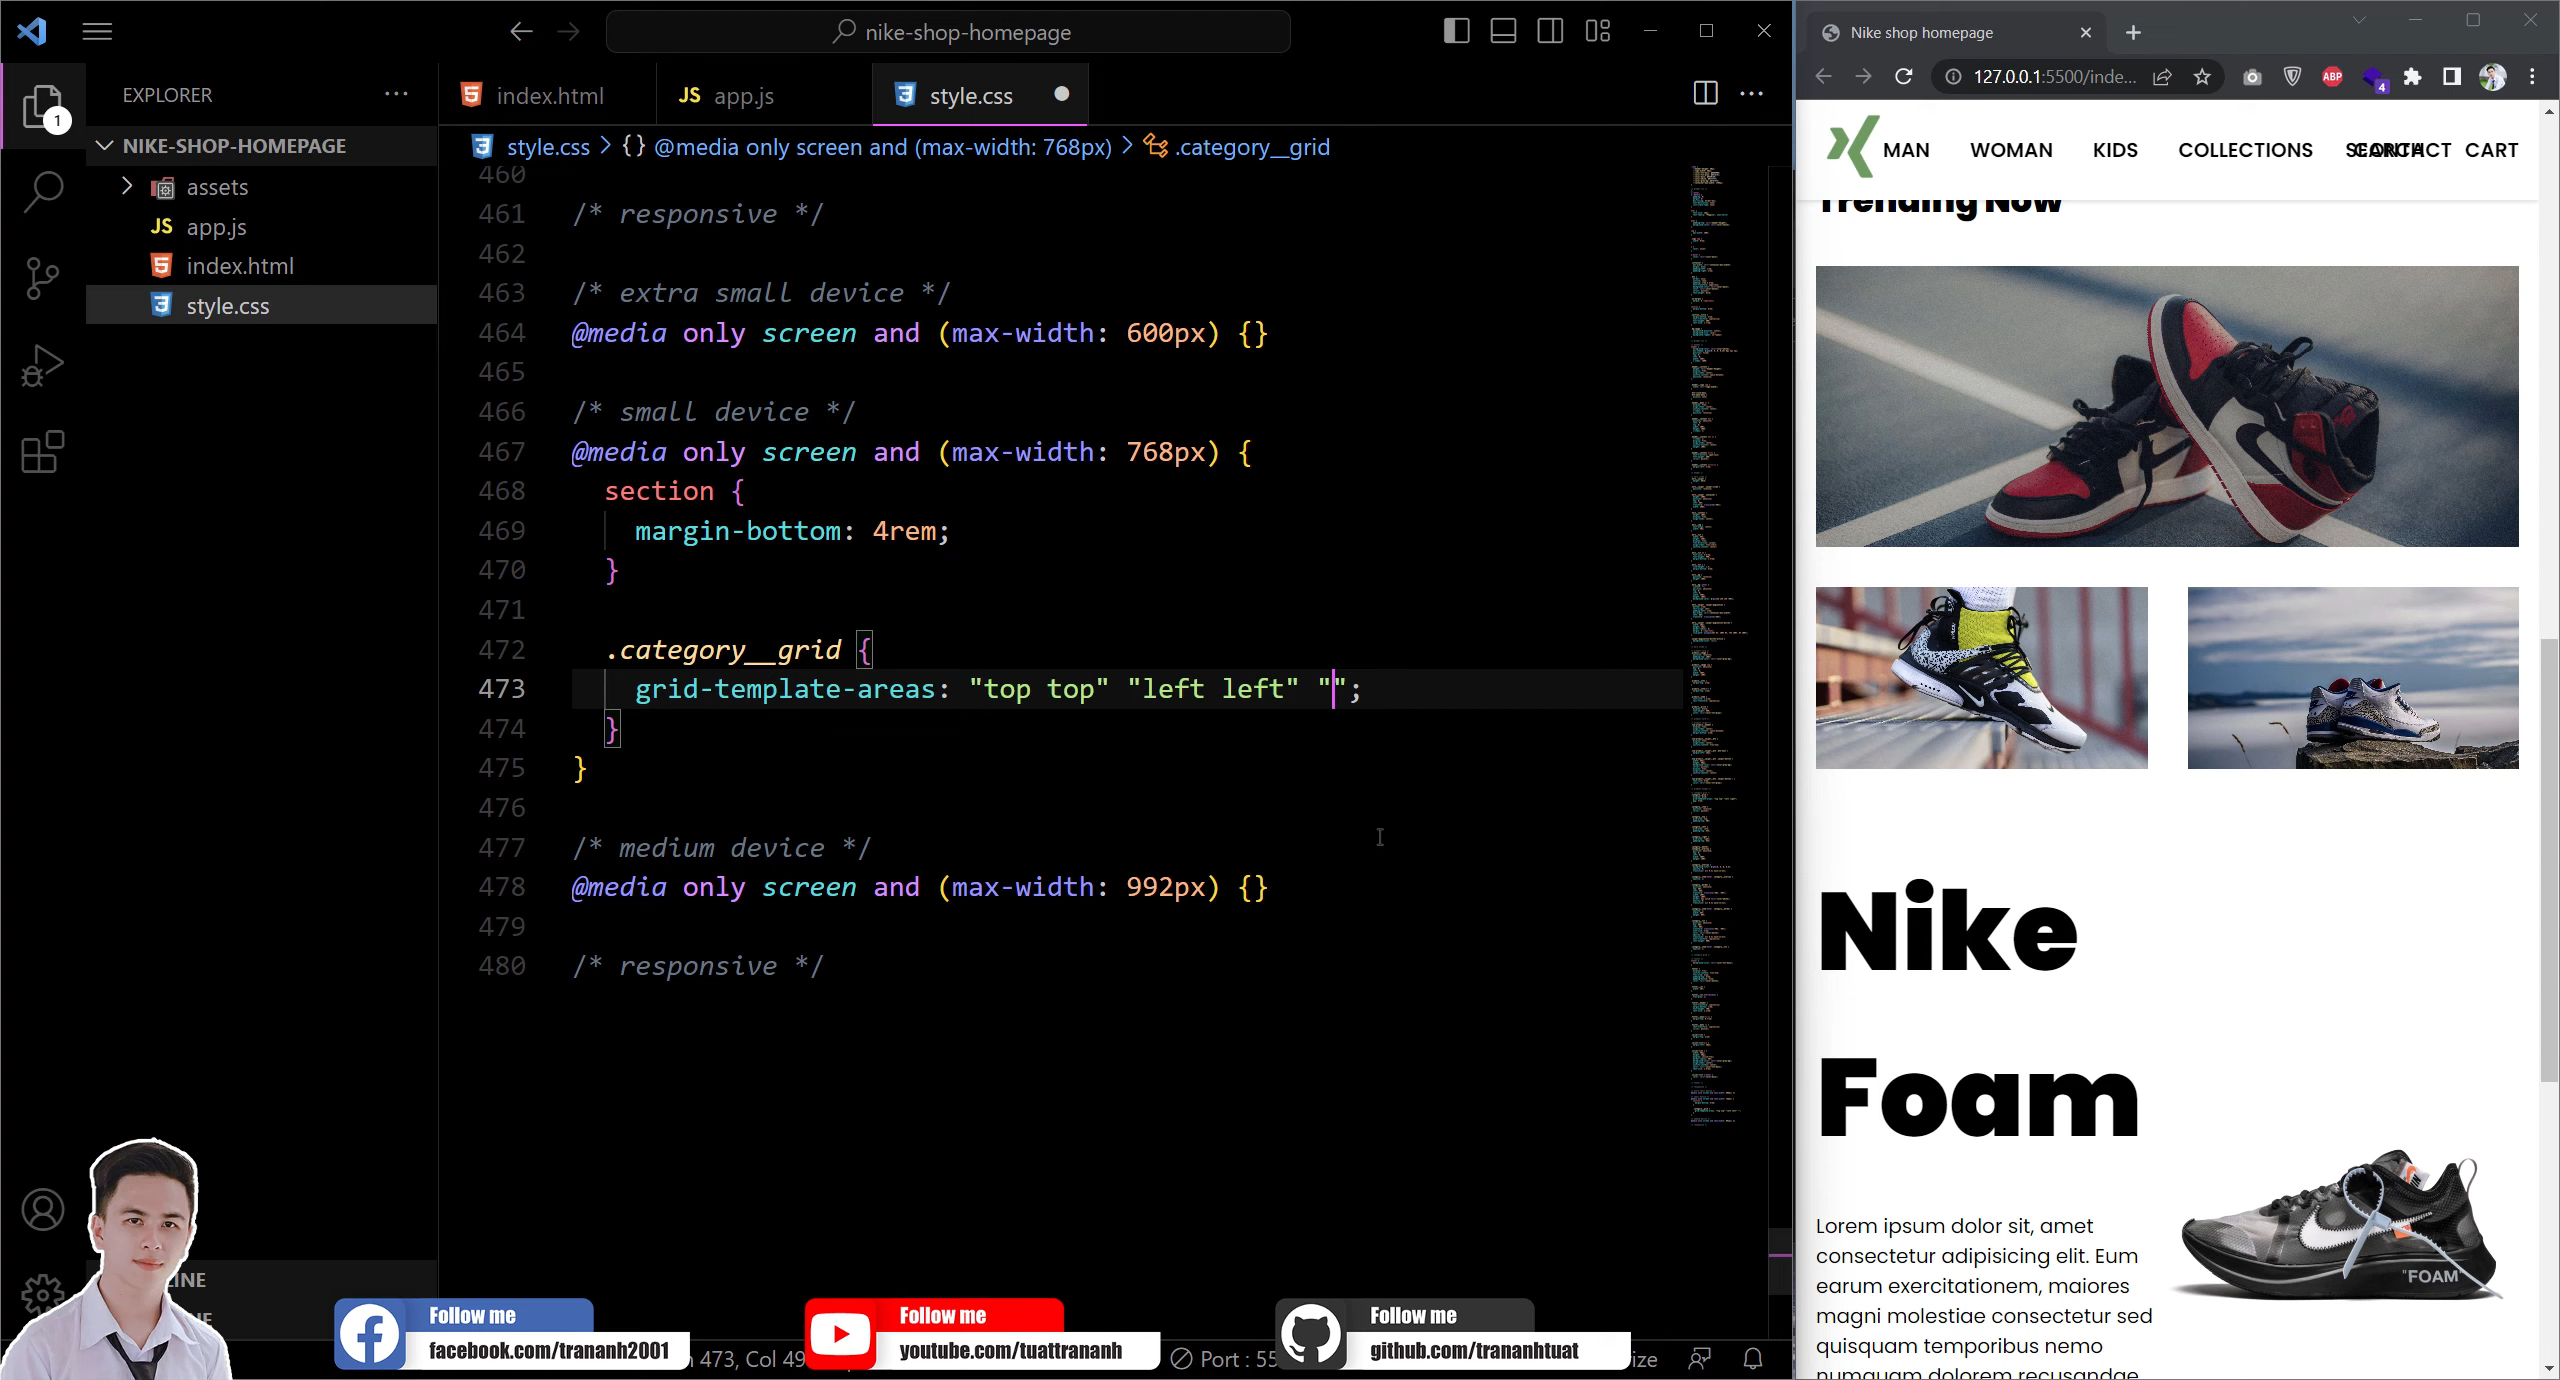 nike-shop-homepage
Nike shop homepage
127.0.0.1:5500/inde...
ABP
4
1
EXPLORER
NIKE-SHOP-HOMEPAGE
assets
JS app.js
index.html
style.css
index.html
JS app.js
style.css
style.css > {} @media only screen and (max-width: 768px) > .category__grid
460
461 /* responsive */
462
463 /* extra small device */
464 @media only screen and (max-width: 600px) {}
465
466 /* small device */
467 @media only screen and (max-width: 768px) {
468 section {
469 margin-bottom: 4rem;
470 }
471
472 .category__grid {
473 grid-template-areas: "top top" "left left" "";
474 }
475 }
476
477 /* medium device */
478 @media only screen and (max-width: 992px) {}
479
480 /* responsive */
MAN WOMAN KIDS COLLECTIONS SEARCH CONTACT CART
Trending Now
Nike
Foam
Lorem ipsum dolor sit, amet
consectetur adipisicing elit. Eum
earum exercitationem, maiores
magni molestiae consectetur sed
quisquam temporibus nemo
numquam dolorem recusandae
"FOAM"
Follow me
facebook.com/trananh2001
Follow me
youtube.com/tuattrananh
Follow me
github.com/trananhtuat
473, Col 49
Port : 55